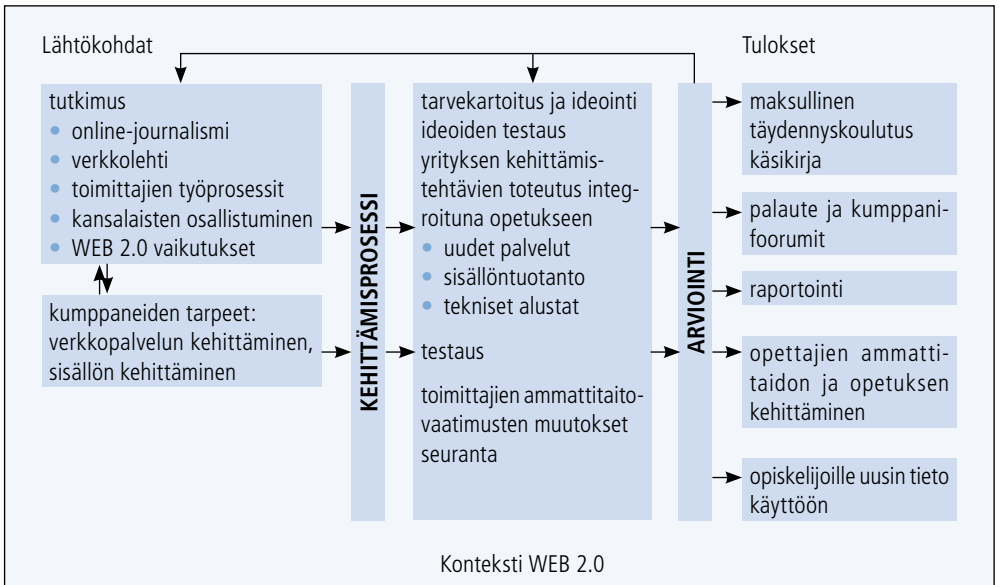 Lähtökohdat
tutkimus
• online-journalismi
• verkkolehti
• toimittajien työprosessit
• kansalaisten osallistuminen
• WEB 2.0 vaikutukset
kumppaneiden tarpeet:
verkkopalvelun kehittäminen,
sisällön kehittäminen
KEHITTÄMISPROSESSI
tarvekartoitus ja ideointi
ideoiden testaus
yrityksen kehittämis-
tehtävien toteutus integ-
roituna opetukseen
• uudet palvelut
• sisällöntuotanto
• tekniset alustat
testaus
toimittajien ammattitaito-
vaatimusten muutokset
seuranta
ARVIOINTI
Tulokset
maksullinen
täydennyskoulutus
käsikirja
palaute ja kumppani-
foorumit
raportointi
opettajien ammatti-
taidon ja opetuksen
kehittäminen
opiskelijoille uusin tieto
käyttöön
Konteksti WEB 2.0